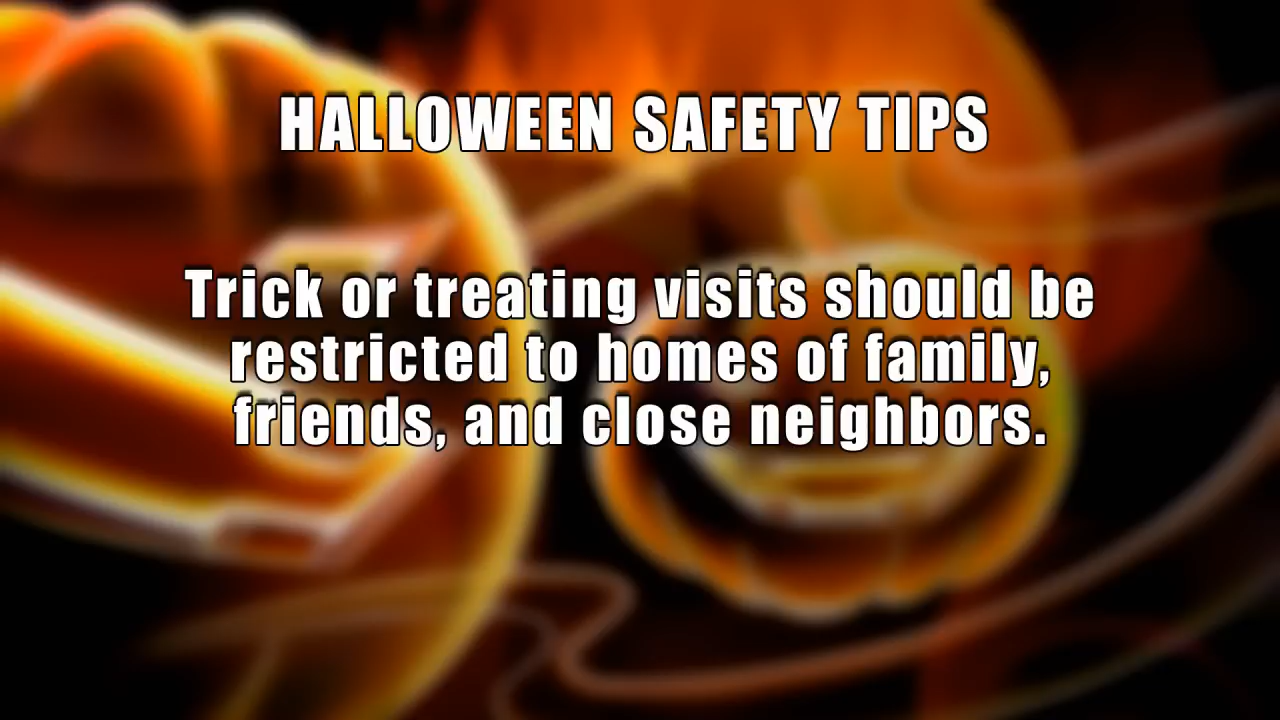 HALLOWEEN SAFETY TIPS
Trick or treating visits should be
restricted to homes of family,
friends, and close neighbors.